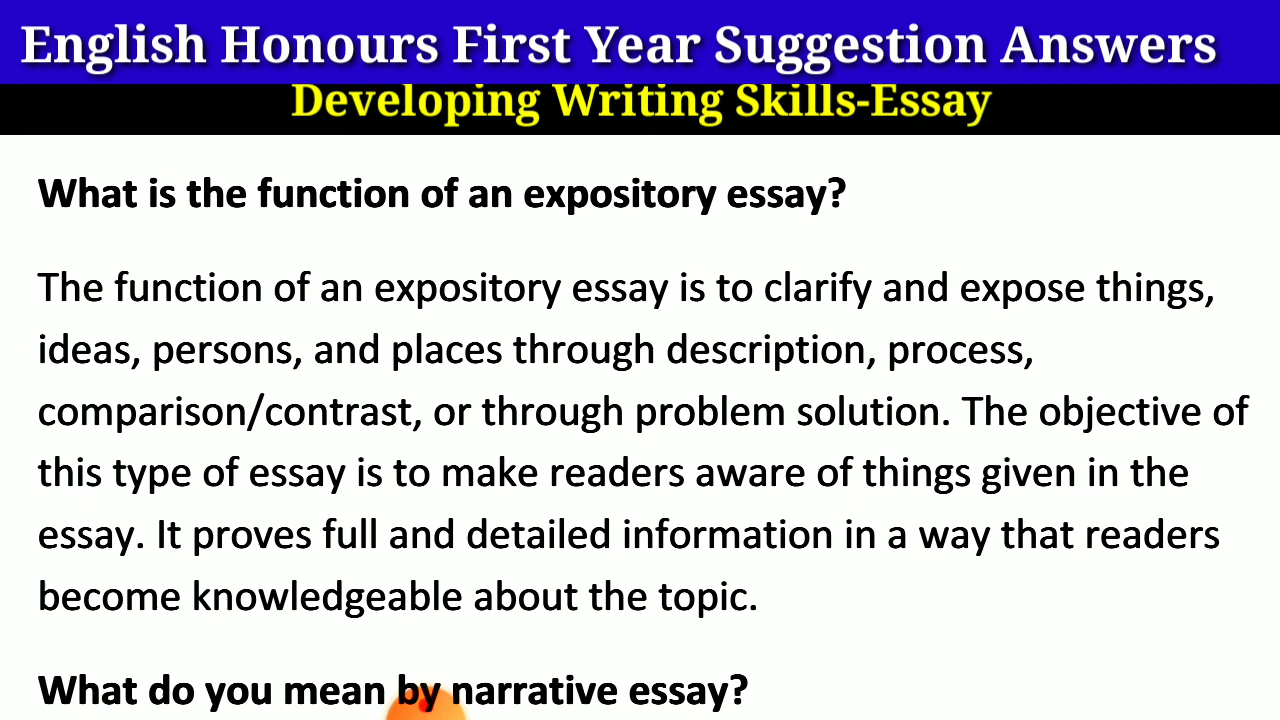 English Honours First Year Suggestion Answers
Developing Writing Skills-Essay
What is the function of an expository essay?
The function of an expository essay is to clarify and expose things,
ideas, persons, and places through description, process,
comparison/contrast, or through problem solution. The objective of
this type of essay is to make readers aware of things given in the
essay. It proves full and detailed information in a way that readers
become knowledgeable about the topic.
What do you mean by narrative essay?